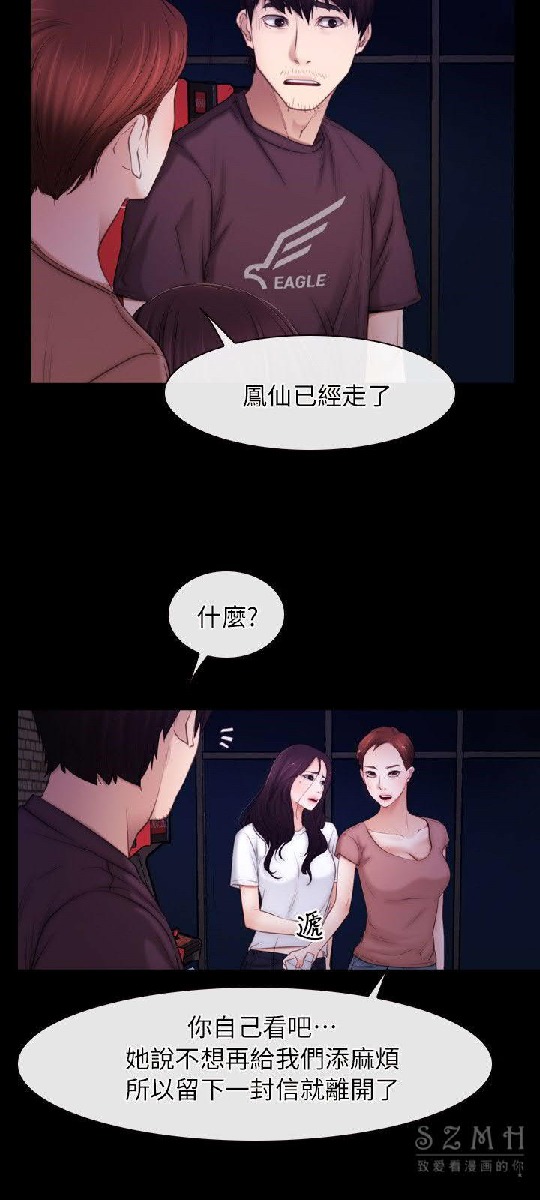 EAGLE
鳳仙已經走了
什麼?
遞
你自己看吧…
她說不想再給我們添麻煩
所以留下一封信就離開了
SZMH
致爱看漫画的你